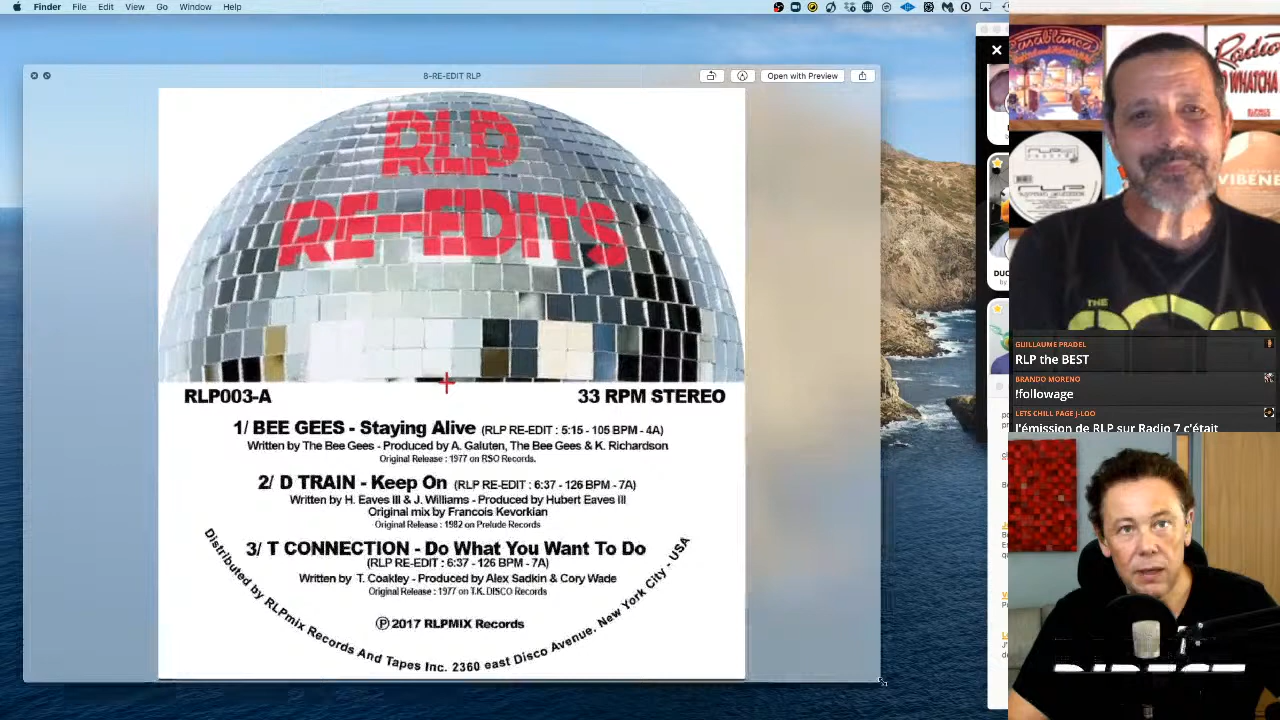 Finder File Edit View Go Window Help
B-RE-EDIT RLP
Open with Preview
RLP
RE-EDITS
RLP003-A
33 RPM STEREO
1/ BEE GEES - Staying Alive (RLP RE-EDIT : 5:15 - 105 BPM - 4A)
Written by The Bee Gees - Produced by A. Galuten, The Bee Gees & K. Richardson
Original Release : 1977 on RSO Records.
2/ D TRAIN - Keep On (RLP RE-EDIT : 6:37 - 126 BPM - 7A)
Written by H. Eaves III & J. Williams - Produced by Hubert Eaves III
Original mix by Francois Kevorkian
Original Release : 1982 on Prelude Records
3/ T CONNECTION - Do What You Want To Do
(RLP RE-EDIT : 6:37 - 126 BPM - 7A)
Written by T. Coakley - Produced by Alex Sadkin & Cory Wade
Original Release : 1977 on T.K. DISCO Records
Ⓟ 2017 RLPMIX Records
Distributed by RLPmix Records And Tapes Inc. 2360 east Disco Avenue. New York City - USA
DUC
by
Casablanca
Radio
WHATCHA
VIBENE
THE
GUILLAUME PRADEL
RLP the BEST
BRANDO MORENO
!followage
LETS CHILL PAGE J-LOO
l'émission de RLP sur Radio 7 c'était
DIRECT